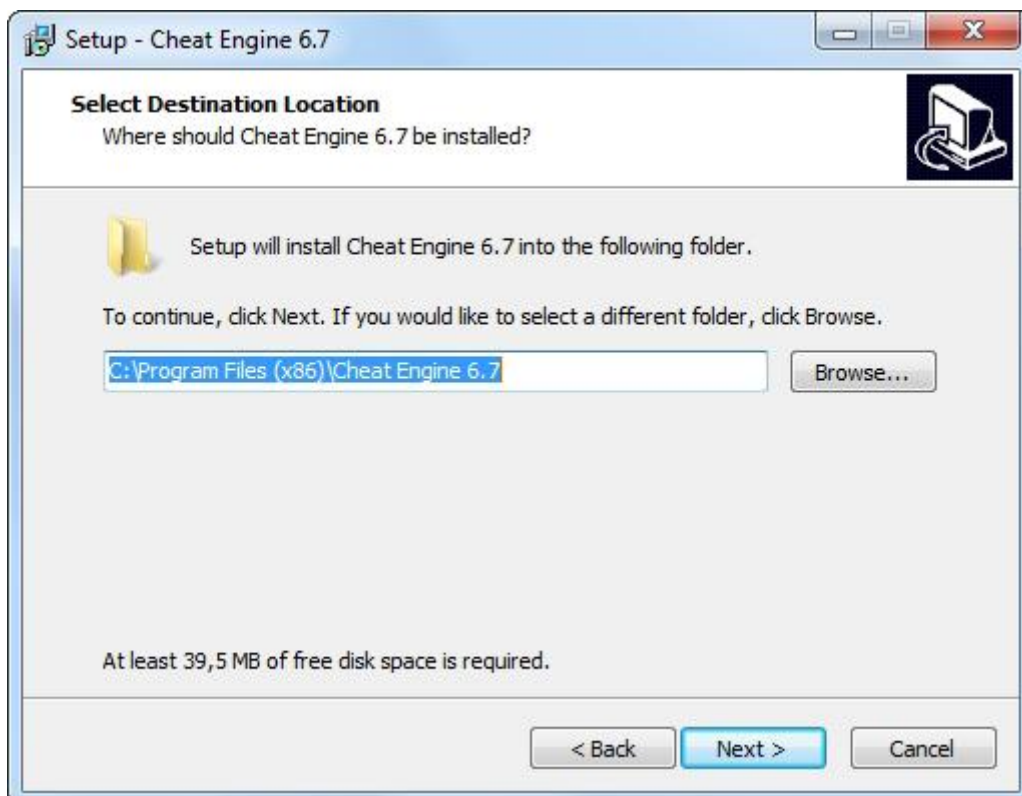 Setup - Cheat Engine 6.7
Select Destination Location
Where should Cheat Engine 6.7 be installed?
Setup will install Cheat Engine 6.7 into the following folder.
To continue, click Next. If you would like to select a different folder, click Browse.
C:\Program Files (x86)\Cheat Engine 6.7
Browse...
At least 39,5 MB of free disk space is required.
< Back
Next >
Cancel